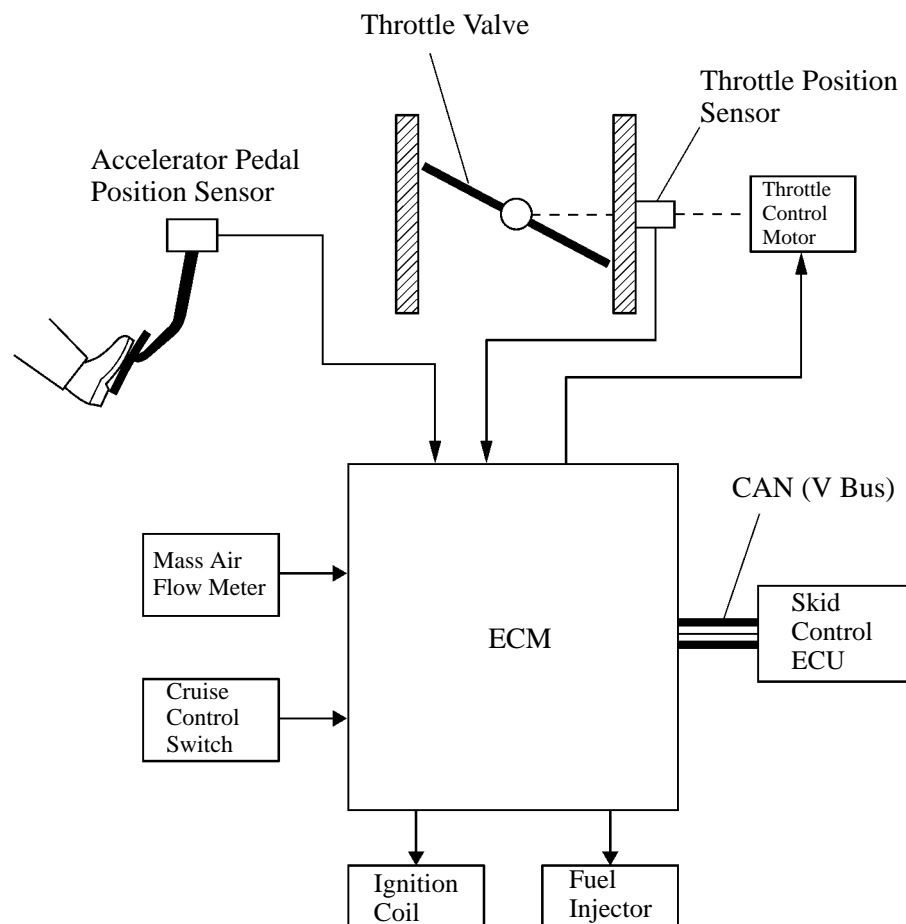 Throttle Valve
Throttle Position
Sensor
Accelerator Pedal
Position Sensor
Throttle
Control
Motor
CAN (V Bus)
Mass Air
Flow Meter
ECM
Skid
Control
ECU
Cruise
Control
Switch
Ignition
Coil
Fuel
Injector